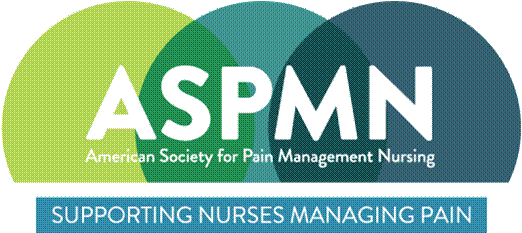 ASPMN
American Society for Pain Management Nursing
SUPPORTING NURSES MANAGING PAIN